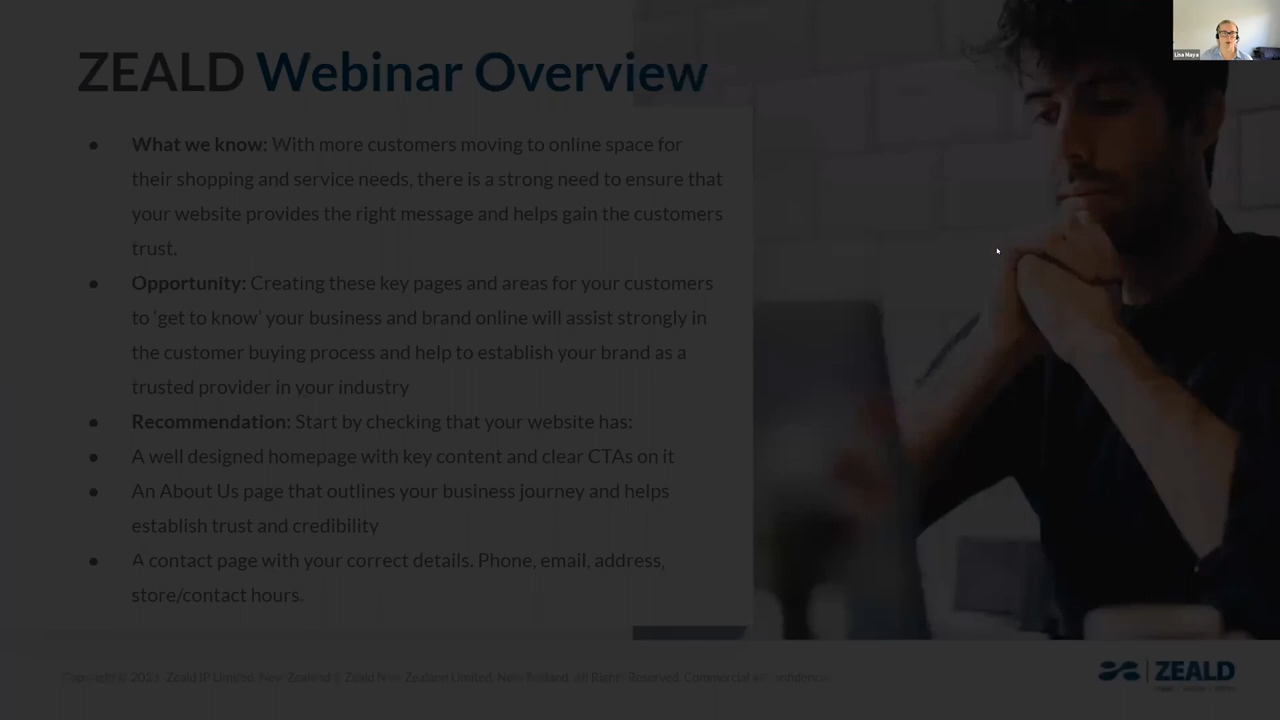 ZEALD Webinar Overview
Lisa Maya
● What we know: With more customers moving to online space for
their shopping and service needs, there is a strong need to ensure that
your website provides the right message and helps gain the customers
trust.
● Opportunity: Creating these key pages and areas for your customers
to 'get to know' your business and brand online will assist strongly in
the customer buying process and help to establish your brand as a
trusted provider in your industry
● Recommendation: Start by checking that your website has:
● A well designed homepage with key content and clear CTAs on it
● An About Us page that outlines your business journey and helps
establish trust and credibility
● A contact page with your correct details. Phone, email, address,
store/contact hours.
Copyright © Zeald IP Limited, New Zealand & Zeald New Zealand Limited, New Zealand. All Rights Reserved. Commercial in Confidence.
ZEALD